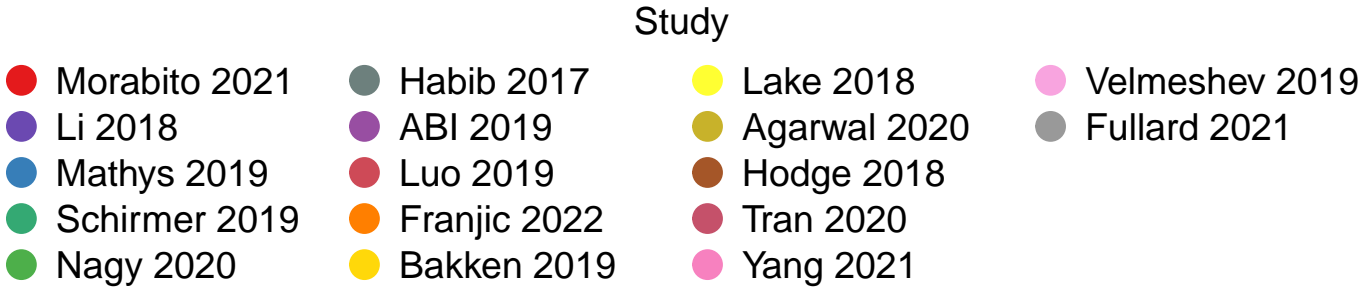 Study
Morabito 2021
Li 2018
Mathys 2019
Schirmer 2019
Nagy 2020
Habib 2017
ABI 2019
Luo 2019
Franjic 2022
Bakken 2019
Lake 2018
Agarwal 2020
Hodge 2018
Tran 2020
Yang 2021
Velmeshev 2019
Fullard 2021